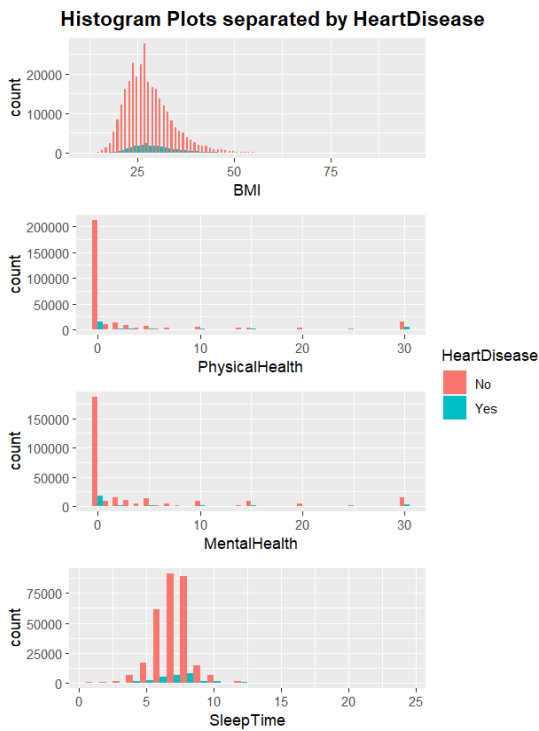 Histogram Plots separated by HeartDisease
count
20000
10000
0
25 50 75
BMI
count
200000
150000
100000
50000
0
0 10 20 30
PhysicalHealth
HeartDisease
No
Yes
count
150000
100000
50000
0
0 10 20 30
MentalHealth
count
75000
50000
25000
0
0 5 10 15 20 25
SleepTime